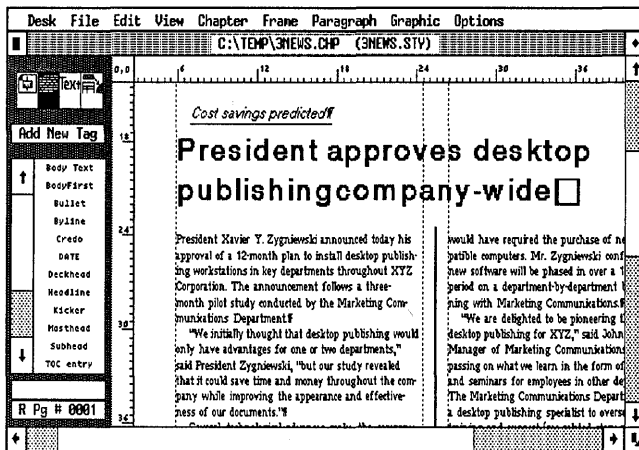 Desk File Edit View Chapter Frame Paragraph Graphic Options
C:\TEMP\3NEWS.CHP (3NEWS.STY)
Text
0,0 6 12 18 24 30 36
Add New Tag
Body Text
BodyFirst
Bullet
Byline
Credo
DATE
Deckhead
Headline
Kicker
Masthead
Subhead
TOC entry
R Pg # 0001
18
24
30
36
Cost savings predicted¶
President approves desktop
publishingcompany-wide□
President Xavier Y. Zygniewski announced today his
approval of a 12-month plan to install desktop publish-
ing workstations in key departments throughout XYZ
Corporation. The announcement follows a three-
month pilot study conducted by the Marketing Com-
munications Department¶
"We initially thought that desktop publishing would
only have advantages for one or two departments,"
said President Zygniewski, "but our study revealed
that it could save time and money throughout the com-
pany while improving the appearance and effective-
ness of our documents."¶
would have required the purchase of
patible computers. Mr. Zygniewski
new software will be phased in over a
period on a department-by-department
ning with Marketing Communications.¶
"We are delighted to be pioneering
desktop publishing for XYZ," said John
Manager of Marketing Communications
passing on what we learn in the form of
and seminars for employees in other
The Marketing Communications
a desktop publishing specialist to